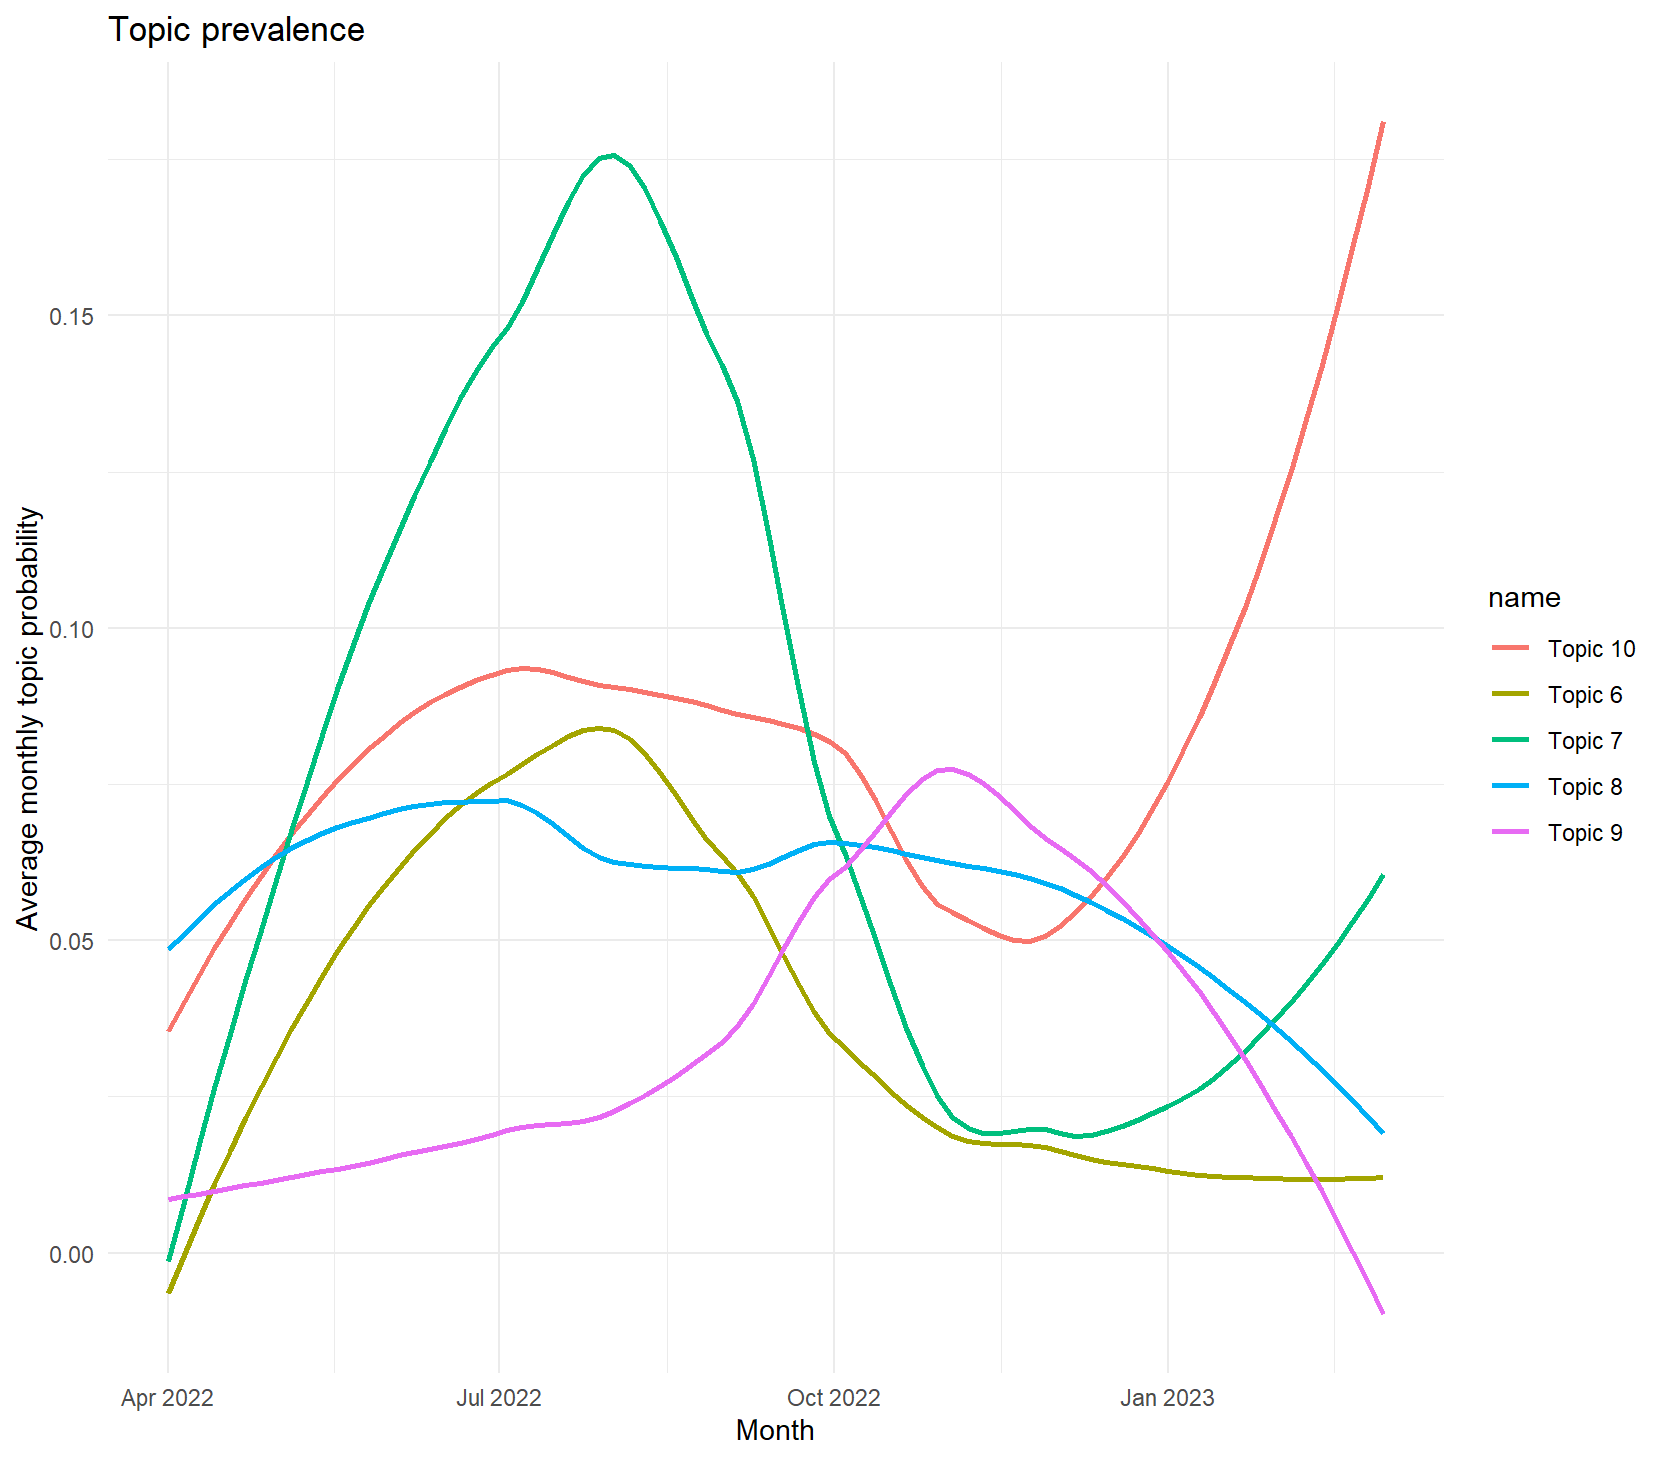 Topic prevalence
Average monthly topic probability
0.15
0.10
0.05
0.00
Apr 2022
Jul 2022
Oct 2022
Jan 2023
Month
name
Topic 10
Topic 6
Topic 7
Topic 8
Topic 9